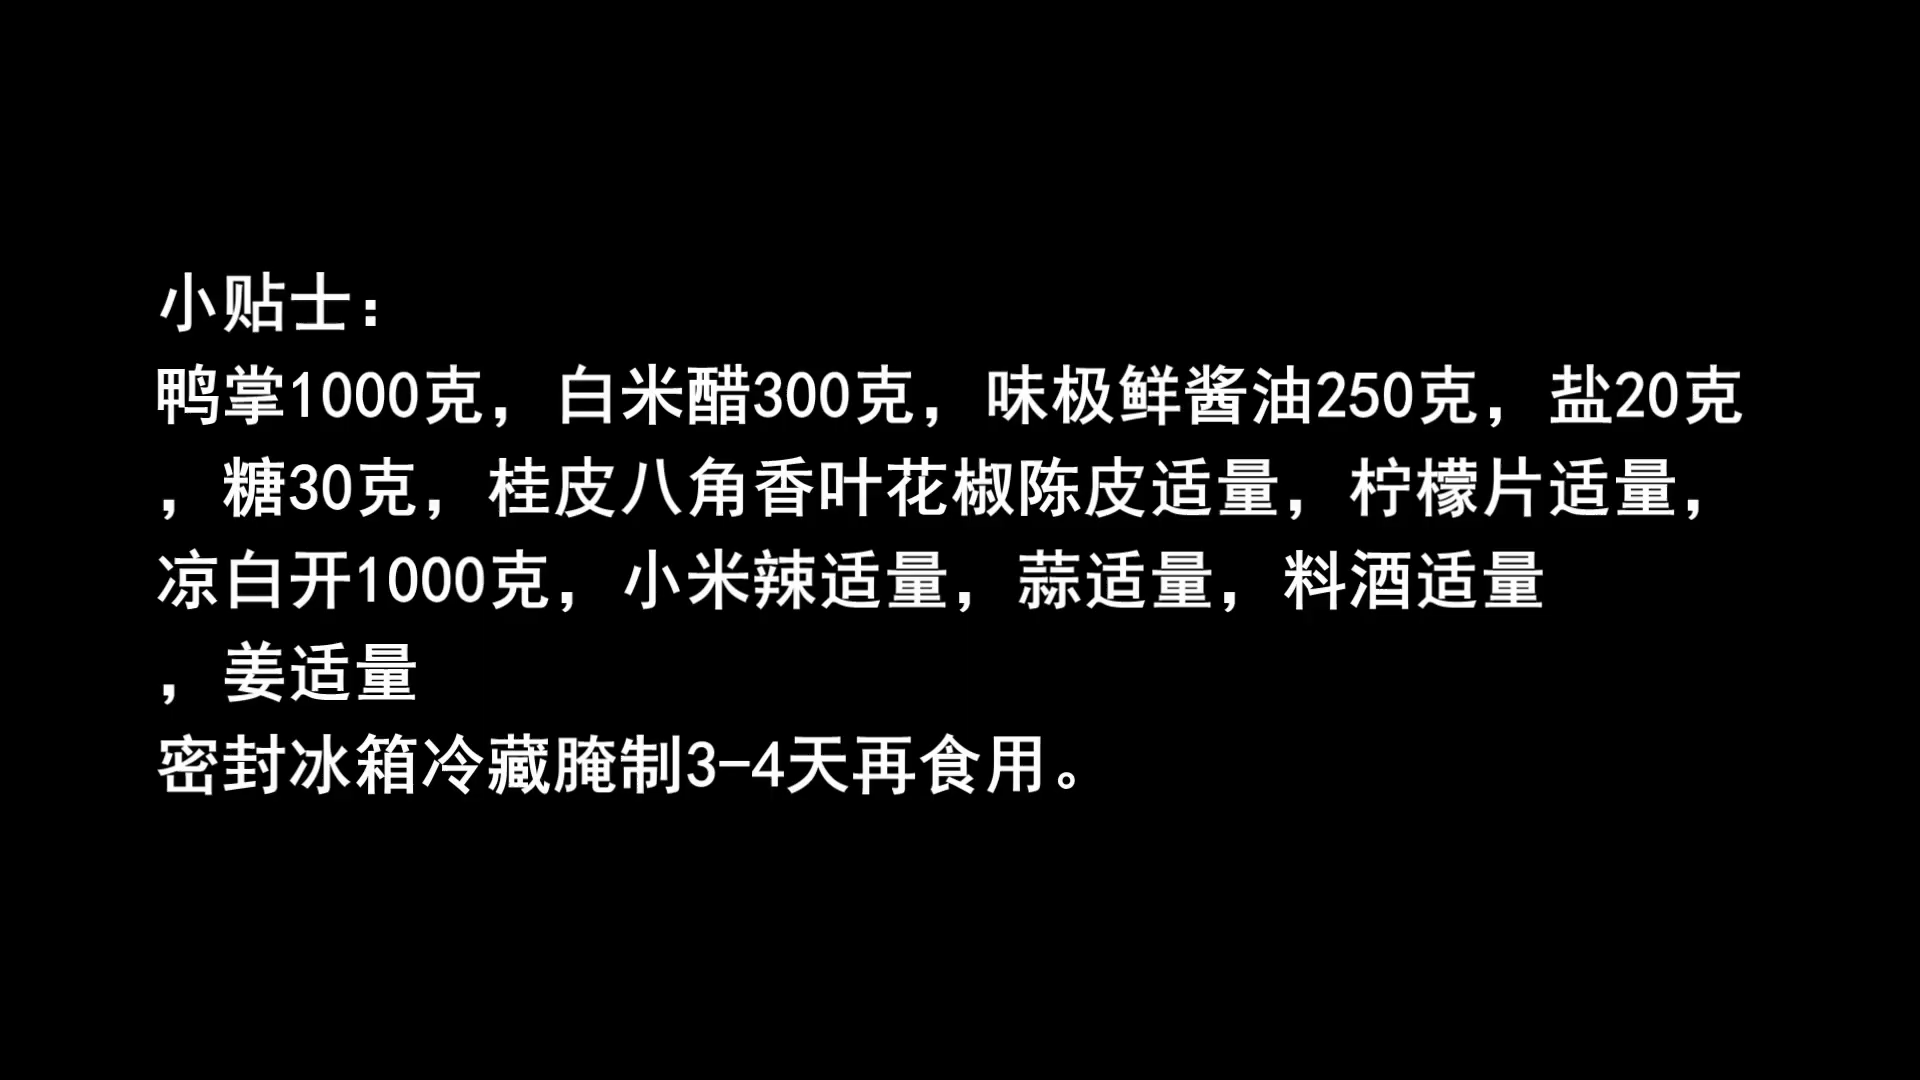 小贴士：
鸭掌1000克，白米醋300克，味极鲜酱油250克，盐20克
，糖30克，桂皮八角香叶花椒陈皮适量，柠檬片适量，
凉白开1000克，小米辣适量，蒜适量，料酒适量
，姜适量
密封冰箱冷藏腌制3-4天再食用。